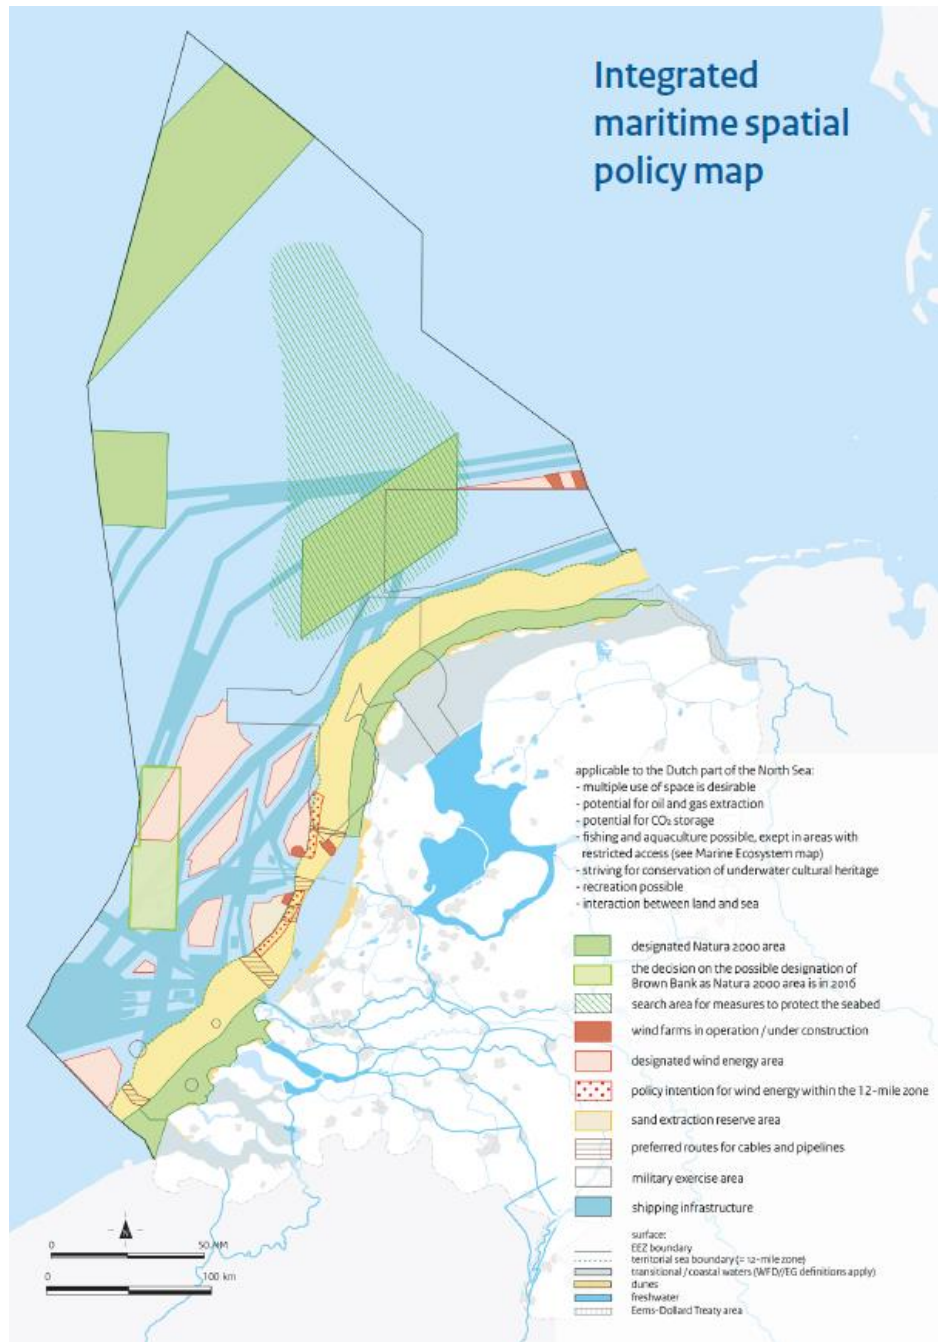 Integrated
maritime spatial
policy map
applicable to the Dutch part of the North Sea:
- multiple use of space is desirable
- potential for oil and gas extraction
- potential for CO₂ storage
- fishing and aquaculture possible, exept in areas with
restricted access (see Marine Ecosystem map)
- striving for conservation of underwater cultural heritage
- recreation possible
- interaction between land and sea
designated Natura 2000 area
the decision on the possible designation of
Brown Bank as Natura 2000 area is in 2016
search area for measures to protect the seabed
wind farms in operation / under construction
designated wind energy area
policy intention for wind energy within the 12-mile zone
sand extraction reserve area
preferred routes for cables and pipelines
military exercise area
shipping infrastructure
surface:
EEZ boundary
territorial sea boundary (= 12-mile zone)
transitional / coastal waters (WFD//EG definitions apply)
dunes
freshwater
Eems-Dollard Treaty area
0 50 NM
0 100 km